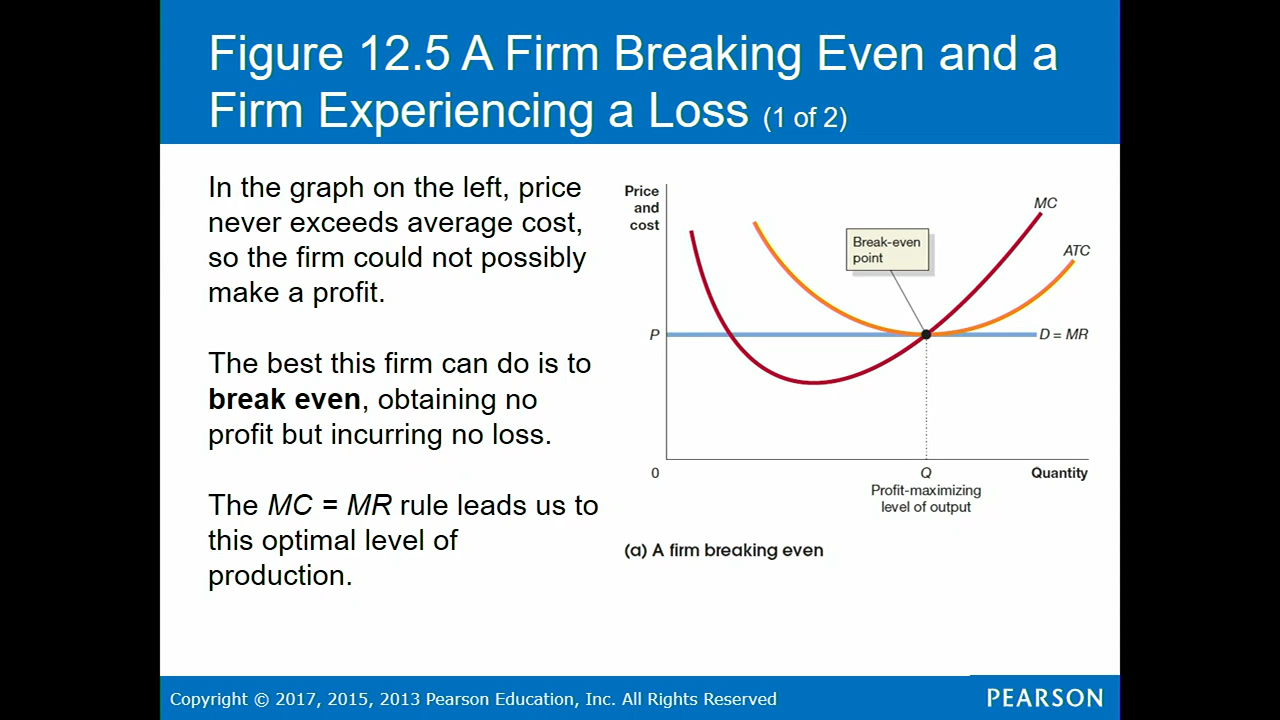 Figure 12.5 A Firm Breaking Even and a
Firm Experiencing a Loss (1 of 2)
In the graph on the left, price
never exceeds average cost,
so the firm could not possibly
make a profit.
The best this firm can do is to
break even, obtaining no
profit but incurring no loss.
The MC = MR rule leads us to
this optimal level of
production.
Price
and
cost
MC
Break-even
point
ATC
P
D = MR
0
Q
Quantity
Profit-maximizing
level of output
(a) A firm breaking even
Copyright © 2017, 2015, 2013 Pearson Education, Inc. All Rights Reserved
PEARSON